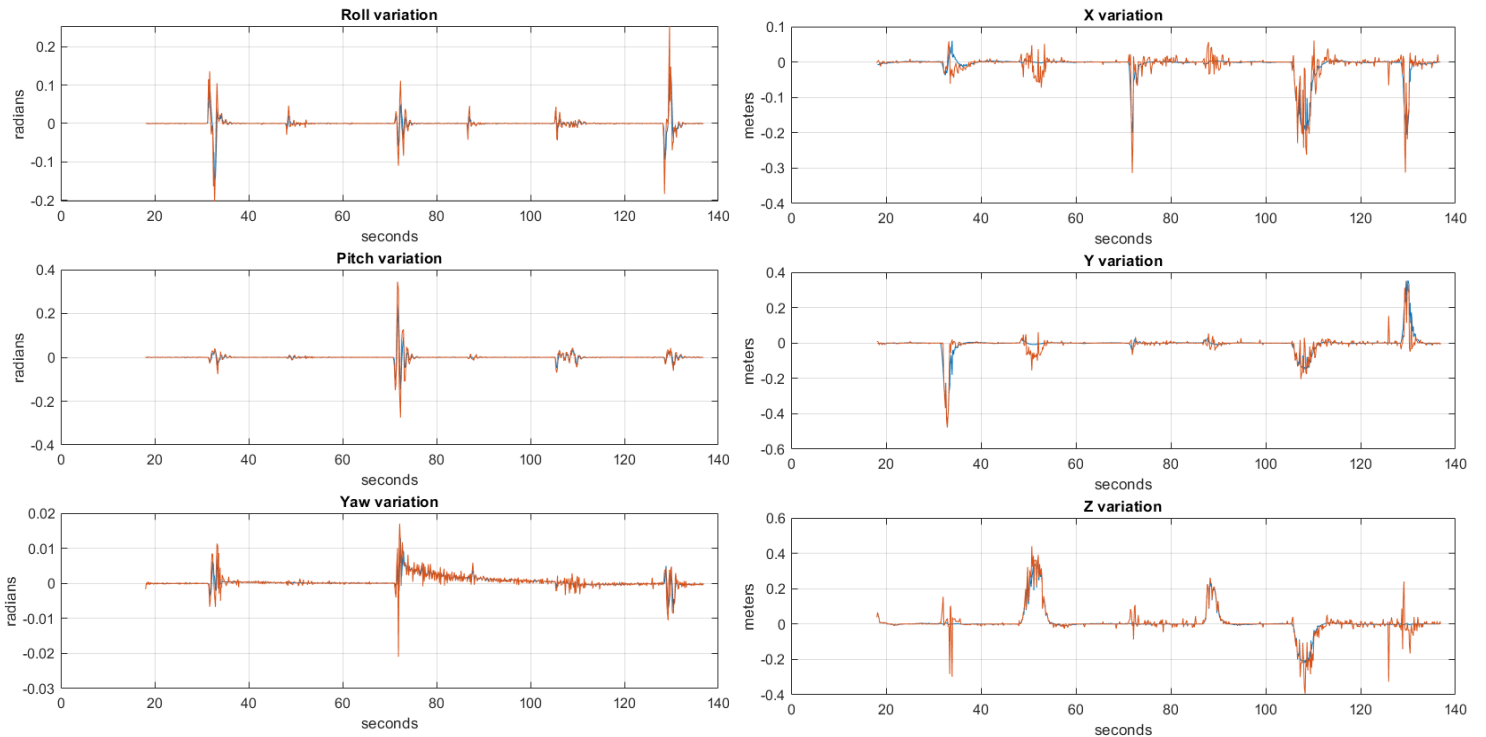 Roll variation
0.2
0.1
0
-0.1
-0.2
radians
0 20 40 60 80 100 120 140
seconds
Pitch variation
0.4
0.2
0
-0.2
-0.4
radians
0 20 40 60 80 100 120 140
seconds
Yaw variation
0.02
0.01
0
-0.01
-0.02
-0.03
radians
0 20 40 60 80 100 120 140
seconds
X variation
0.1
0
-0.1
-0.2
-0.3
-0.4
meters
0 20 40 60 80 100 120 140
seconds
Y variation
0.4
0.2
0
-0.2
-0.4
-0.6
meters
0 20 40 60 80 100 120 140
seconds
Z variation
0.6
0.4
0.2
0
-0.2
-0.4
meters
0 20 40 60 80 100 120 140
seconds